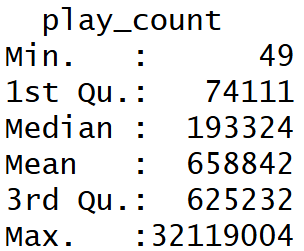 play_count
Min.   :      49
1st Qu.:   74111
Median :  193324
Mean   :  658842
3rd Qu.:  625232
Max.   :32119004